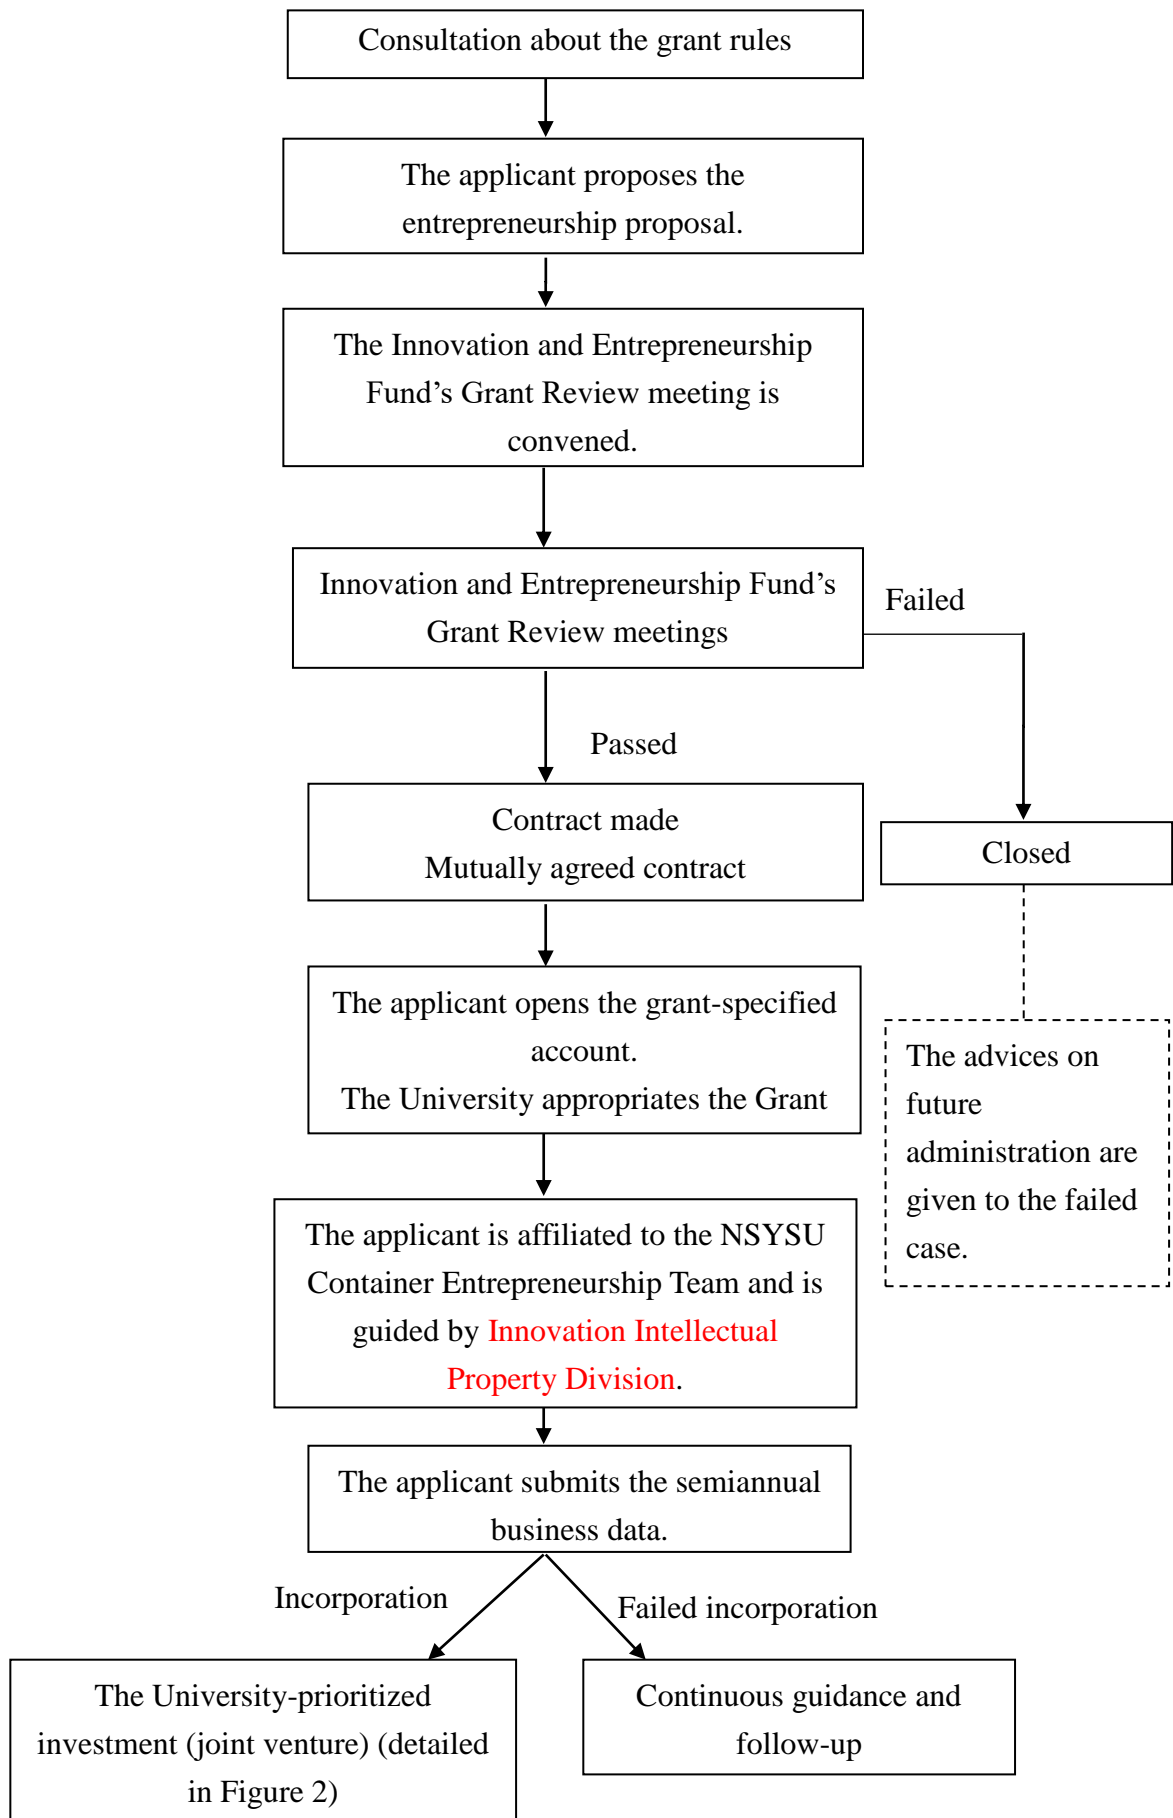 Consultation about the grant rules
The applicant proposes the
entrepreneurship proposal.
The Innovation and Entrepreneurship
Fund’s Grant Review meeting is
convened.
Innovation and Entrepreneurship Fund’s
Grant Review meetings
Failed
Passed
Contract made
Mutually agreed contract
Closed
The applicant opens the grant-specified
account.
The University appropriates the Grant
The advices on
future
administration are
given to the failed
case.
The applicant is affiliated to the NSYSU
Container Entrepreneurship Team and is
guided by Innovation Intellectual
Property Division.
The applicant submits the semiannual
business data.
Incorporation
Failed incorporation
The University-prioritized
investment (joint venture) (detailed
in Figure 2)
Continuous guidance and
follow-up